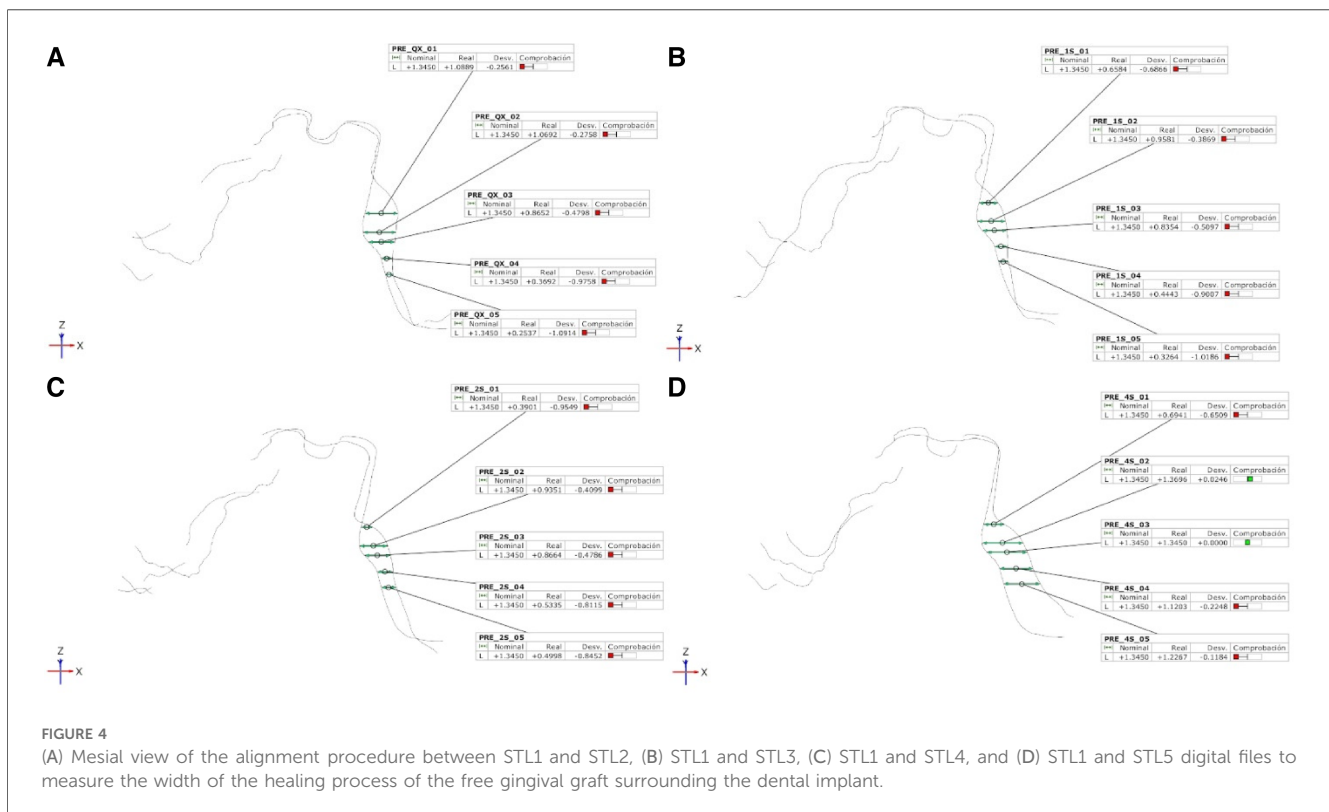 A
PRE_QX_01
Nominal Real Desv. Comprobación
L +1.3450 +1.0889 -0.2561
PRE_QX_02
Nominal Real Desv. Comprobación
L +1.3450 +1.0692 -0.2758
PRE_QX_03
Nominal Real Desv. Comprobación
L +1.3450 +0.8652 -0.4798
PRE_QX_04
Nominal Real Desv. Comprobación
L +1.3450 +0.3692 -0.9758
PRE_QX_05
Nominal Real Desv. Comprobación
L +1.3450 +0.2537 -1.0914
Z
X
B
PRE_1S_01
Nominal Real Desv. Comprobación
L +1.3450 +0.6584 -0.6866
PRE_1S_02
Nominal Real Desv. Comprobación
L +1.3450 +0.9581 -0.3869
PRE_1S_03
Nominal Real Desv. Comprobación
L +1.3450 +0.8354 -0.5097
PRE_1S_04
Nominal Real Desv. Comprobación
L +1.3450 +0.4443 -0.9007
PRE_1S_05
Nominal Real Desv. Comprobación
L +1.3450 +0.3264 -1.0186
Z
X
C
PRE_2S_01
Nominal Real Desv. Comprobación
L +1.3450 +0.3901 -0.9549
PRE_2S_02
Nominal Real Desv. Comprobación
L +1.3450 +0.9351 -0.4099
PRE_2S_03
Nominal Real Desv. Comprobación
L +1.3450 +0.8664 -0.4786
PRE_2S_04
Nominal Real Desv. Comprobación
L +1.3450 +0.5335 -0.8115
PRE_2S_05
Nominal Real Desv. Comprobación
L +1.3450 +0.4998 -0.8452
Z
X
D
PRE_4S_01
Nominal Real Desv. Comprobación
L +1.3450 +0.6941 -0.6509
PRE_4S_02
Nominal Real Desv. Comprobación
L +1.3450 +1.3696 +0.0246
PRE_4S_03
Nominal Real Desv. Comprobación
L +1.3450 +1.3450 +0.0000
PRE_4S_04
Nominal Real Desv. Comprobación
L +1.3450 +1.1203 -0.2248
PRE_4S_05
Nominal Real Desv. Comprobación
L +1.3450 +1.2267 -0.1184
Z
X
FIGURE 4
(A) Mesial view of the alignment procedure between STL1 and STL2, (B) STL1 and STL3, (C) STL1 and STL4, and (D) STL1 and STL5 digital files to
measure the width of the healing process of the free gingival graft surrounding the dental implant.